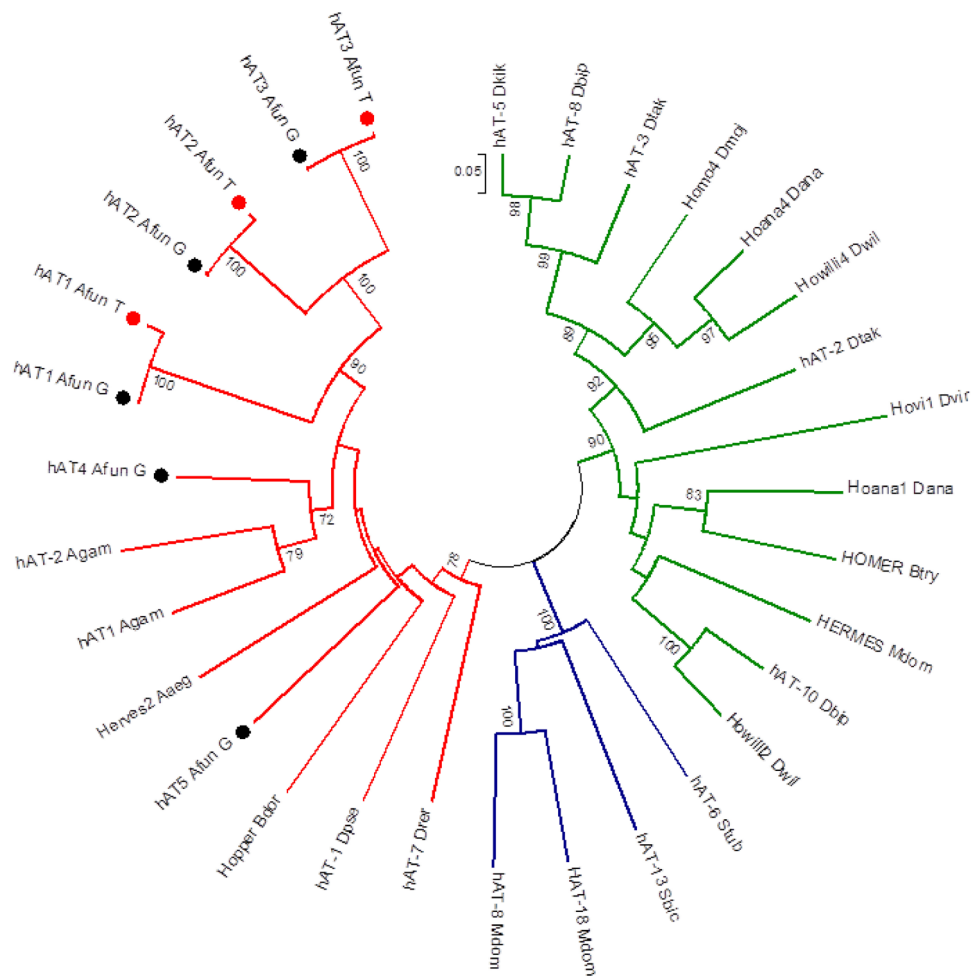 hAT3 Afun T
hAT3 Afun G
hAT2 Afun T
hAT2 Afun G
hAT1 Afun T
hAT1 Afun G
hAT4 Afun G
hAT-2 Agam
hAT1 Agam
Herves2 Aaeg
hAT5 Afun G
Hopper Bdor
hAT-1 Dpse
hAT-7 Drer
hAT-8 Mdom
HAT-18 Mdom
hAT-13 Sbic
hAT-6 Stub
Howilli2 Dwil
hAT-10 Dbip
HERMES Mdom
HOMER Btry
Hoana1 Dana
Hovi1 Dvir
hAT-2 Dtak
Howilli4 Dwil
Hoana4 Dana
Homo4 Dmoj
hAT-3 Dtak
hAT-8 Dbip
hAT-5 Dkik
0.05
100
100
100
100
90
72
79
78
100
100
100
83
90
92
97
99
98